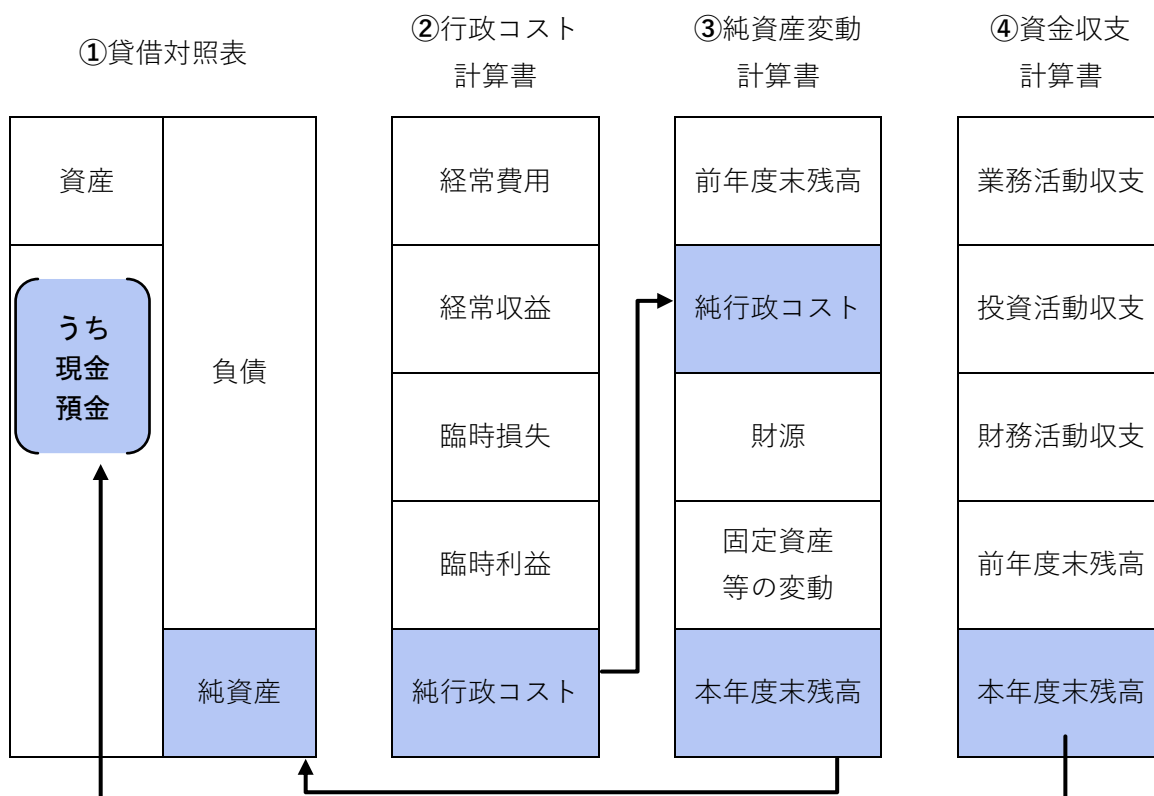 ①貸借対照表
資産
うち
現金
預金
負債
純資産
②行政コスト
計算書
経常費用
経常収益
臨時損失
臨時利益
純行政コスト
③純資産変動
計算書
前年度末残高
純行政コスト
財源
固定資産
等の変動
本年度末残高
④資金収支
計算書
業務活動収支
投資活動収支
財務活動収支
前年度末残高
本年度末残高